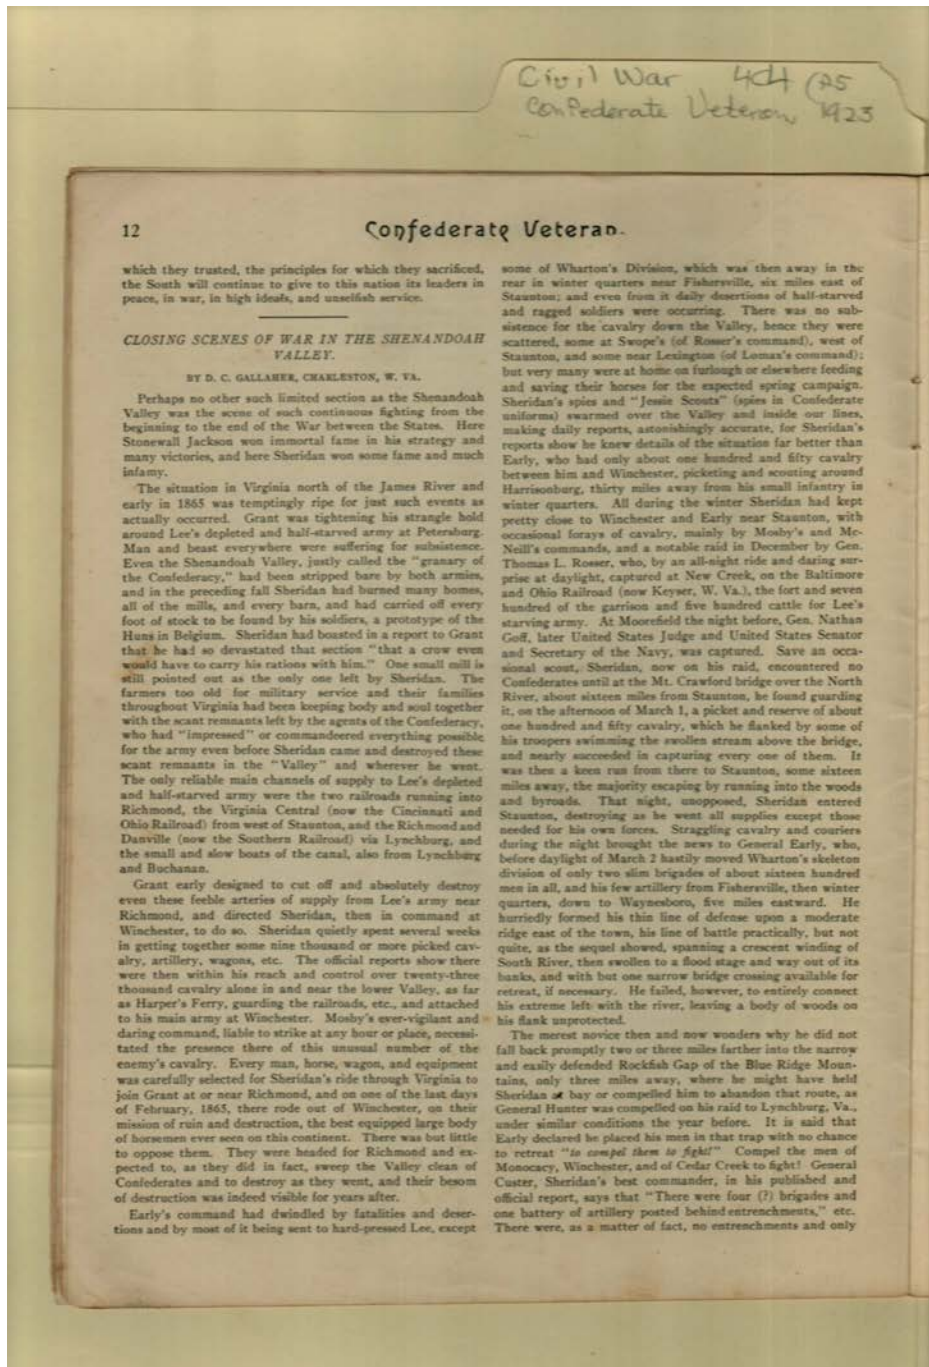 Civil War 404 (25
Confederate Veteran, 1923
12
Confederate Veteran.
which they trusted, the principles for which they sacrificed,
the South will continue to give to this nation its leaders in
peace, in war, in high ideals, and unselfish service.
CLOSING SCENES OF WAR IN THE SHENANDOAH
VALLEY.
BY D. C. GALLAHER, CHARLESTON, W. VA.
Perhaps no other such limited section as the Shenandoah
Valley was the scene of such continuous fighting from the
beginning to the end of the War between the States. Here
Stonewall Jackson won immortal fame in his strategy and
many victories, and here Sheridan won some fame and much
infamy.
The situation in Virginia north of the James River and
early in 1865 was temptingly ripe for just such events as
actually occurred. Grant was tightening his strangle hold
around Lee's depleted and half-starved army at Petersburg.
Man and beast everywhere were suffering for subsistence.
Even the Shenandoah Valley, justly called the "granary of
the Confederacy," had been stripped bare by both armies,
and in the preceding fall Sheridan had burned many homes,
all of the mills, and every barn, and had carried off every
foot of stock to be found by his soldiers, a prototype of the
Huns in Belgium. Sheridan had boasted in a report to Grant
that he had so devastated that section "that a crow even
would have to carry his rations with him." One small mill is
still pointed out as the only one left by Sheridan. The
farmers too old for military service and their families
throughout Virginia had been keeping body and soul together
with the scant remnants left by the agents of the Confederacy,
who had "impressed" or commandeered everything possible
for the army even before Sheridan came and destroyed these
scant remnants in the "Valley" and wherever he went.
The only reliable main channels of supply to Lee's depleted
and half-starved army were the two railroads running into
Richmond, the Virginia Central (now the Cincinnati and
Ohio Railroad) from west of Staunton, and the Richmond and
Danville (now the Southern Railroad) via Lynchburg, and
the small and slow boats of the canal, also from Lynchburg
and Buchanan.
Grant early designed to cut off and absolutely destroy
even these feeble arteries of supply from Lee's army near
Richmond, and directed Sheridan, then in command at
Winchester, to do so. Sheridan quietly spent several weeks
in getting together some nine thousand or more picked cav-
alry, artillery, wagons, etc. The official reports show there
were then within his reach and control over twenty-three
thousand cavalry alone in and near the lower Valley, as far
as Harper's Ferry, guarding the railroads, etc., and attached
to his main army at Winchester. Mosby's ever-vigilant and
daring command, liable to strike at any hour or place, necessi-
tated the presence there of this unusual number of the
enemy's cavalry. Every man, horse, wagon, and equipment
was carefully selected for Sheridan's ride through Virginia to
join Grant at or near Richmond, and on one of the last days
of February, 1865, there rode out of Winchester, on their
mission of ruin and destruction, the best equipped large body
of horsemen ever seen on this continent. There was but little
to oppose them. They were headed for Richmond and ex-
pected to, as they did in fact, sweep the Valley clean of
Confederates and to destroy as they went, and their besom
of destruction was indeed visible for years after.
Early's command had dwindled by fatalities and deser-
tions and by most of it being sent to hard-pressed Lee, except
some of Wharton's Division, which was then away in the
rear in winter quarters near Fishersville, six miles east of
Staunton; and even from it daily desertions of half-starved
and ragged soldiers were occurring. There was no sub-
sistence for the cavalry down the Valley, hence they were
scattered, some at Swope's (of Rosser's command), west of
Staunton, and some near Lexington (of Lomax's command);
but very many were at home on furlough or elsewhere feeding
and saving their horses for the expected spring campaign.
Sheridan's spies and "Jessie Scouts" (spies in Confederate
uniforms) swarmed over the Valley and inside our lines,
making daily reports, astonishingly accurate, for Sheridan's
reports show he knew details of the situation far better than
Early, who had only about one hundred and fifty cavalry
between him and Winchester, picketing and scouting around
Harrisonburg, thirty miles away from his small infantry in
winter quarters. All during the winter Sheridan had kept
pretty close to Winchester and Early near Staunton, with
occasional forays of cavalry, mainly by Mosby's and Mc-
Neill's commands, and a notable raid in December by Gen.
Thomas L. Rosser, who, by an all-night ride and daring sur-
prise at daylight, captured at New Creek, on the Baltimore
and Ohio Railroad (now Keyser, W. Va.), the fort and seven
hundred of the garrison and five hundred cattle for Lee's
starving army. At Moorefield the night before, Gen. Nathan
Goff, later United States Judge and United States Senator
and Secretary of the Navy, was captured. Save an occa-
sional scout, Sheridan, now on his raid, encountered no
Confederates until at the Mt. Crawford bridge over the North
River, about sixteen miles from Staunton, he found guarding
it, on the afternoon of March 1, a picket and reserve of about
one hundred and fifty cavalry, which he flanked by some of
his troopers swimming the swollen stream above the bridge,
and nearly succeeded in capturing every one of them. It
was then a keen run from there to Staunton, some sixteen
miles away, the majority escaping by running into the woods
and byroads. That night, unopposed, Sheridan entered
Staunton, destroying as he went all supplies except those
needed for his own forces. Straggling cavalry and couriers
during the night brought the news to General Early, who,
before daylight of March 2 hastily moved Wharton's skeleton
division of only two slim brigades of about sixteen hundred
men in all, and his few artillery from Fishersville, then winter
quarters, down to Waynesboro, five miles eastward. He
hurriedly formed his thin line of defense upon a moderate
ridge east of the town, his line of battle practically, but not
quite, as the sequel showed, spanning a crescent winding of
South River, then swollen to a flood stage and way out of its
banks, and with but one narrow bridge crossing available for
retreat, if necessary. He failed, however, to entirely connect
his extreme left with the river, leaving a body of woods on
his flank unprotected.
The merest novice then and now wonders why he did not
fall back promptly two or three miles farther into the narrow
and easily defended Rockfish Gap of the Blue Ridge Moun-
tains, only three miles away, where he might have held
Sheridan at bay or compelled him to abandon that route, as
General Hunter was compelled on his raid to Lynchburg, Va.,
under similar conditions the year before. It is said that
Early declared he placed his men in that trap with no chance
to retreat "to compel them to fight!" Compel the men of
Monocacy, Winchester, and of Cedar Creek to fight! General
Custer, Sheridan's best commander, in his published and
official report, says that "There were four (?) brigades and
one battery of artillery posted behind entrenchments," etc.
There were, as a matter of fact, no entrenchments and only